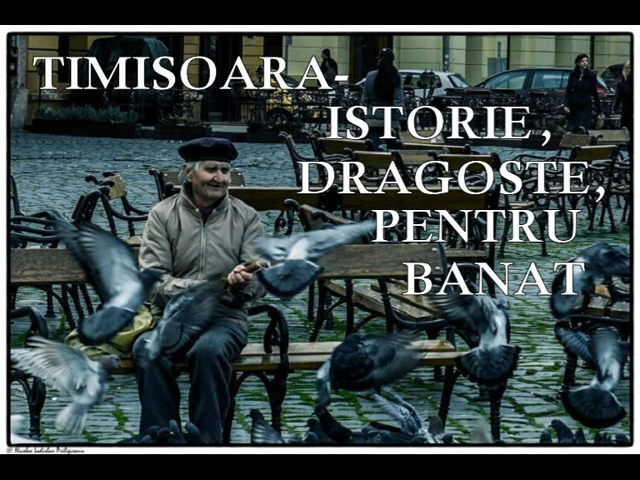 TIMISOARA-
ISTORIE,
DRAGOSTE,
PENTRU
BANAT